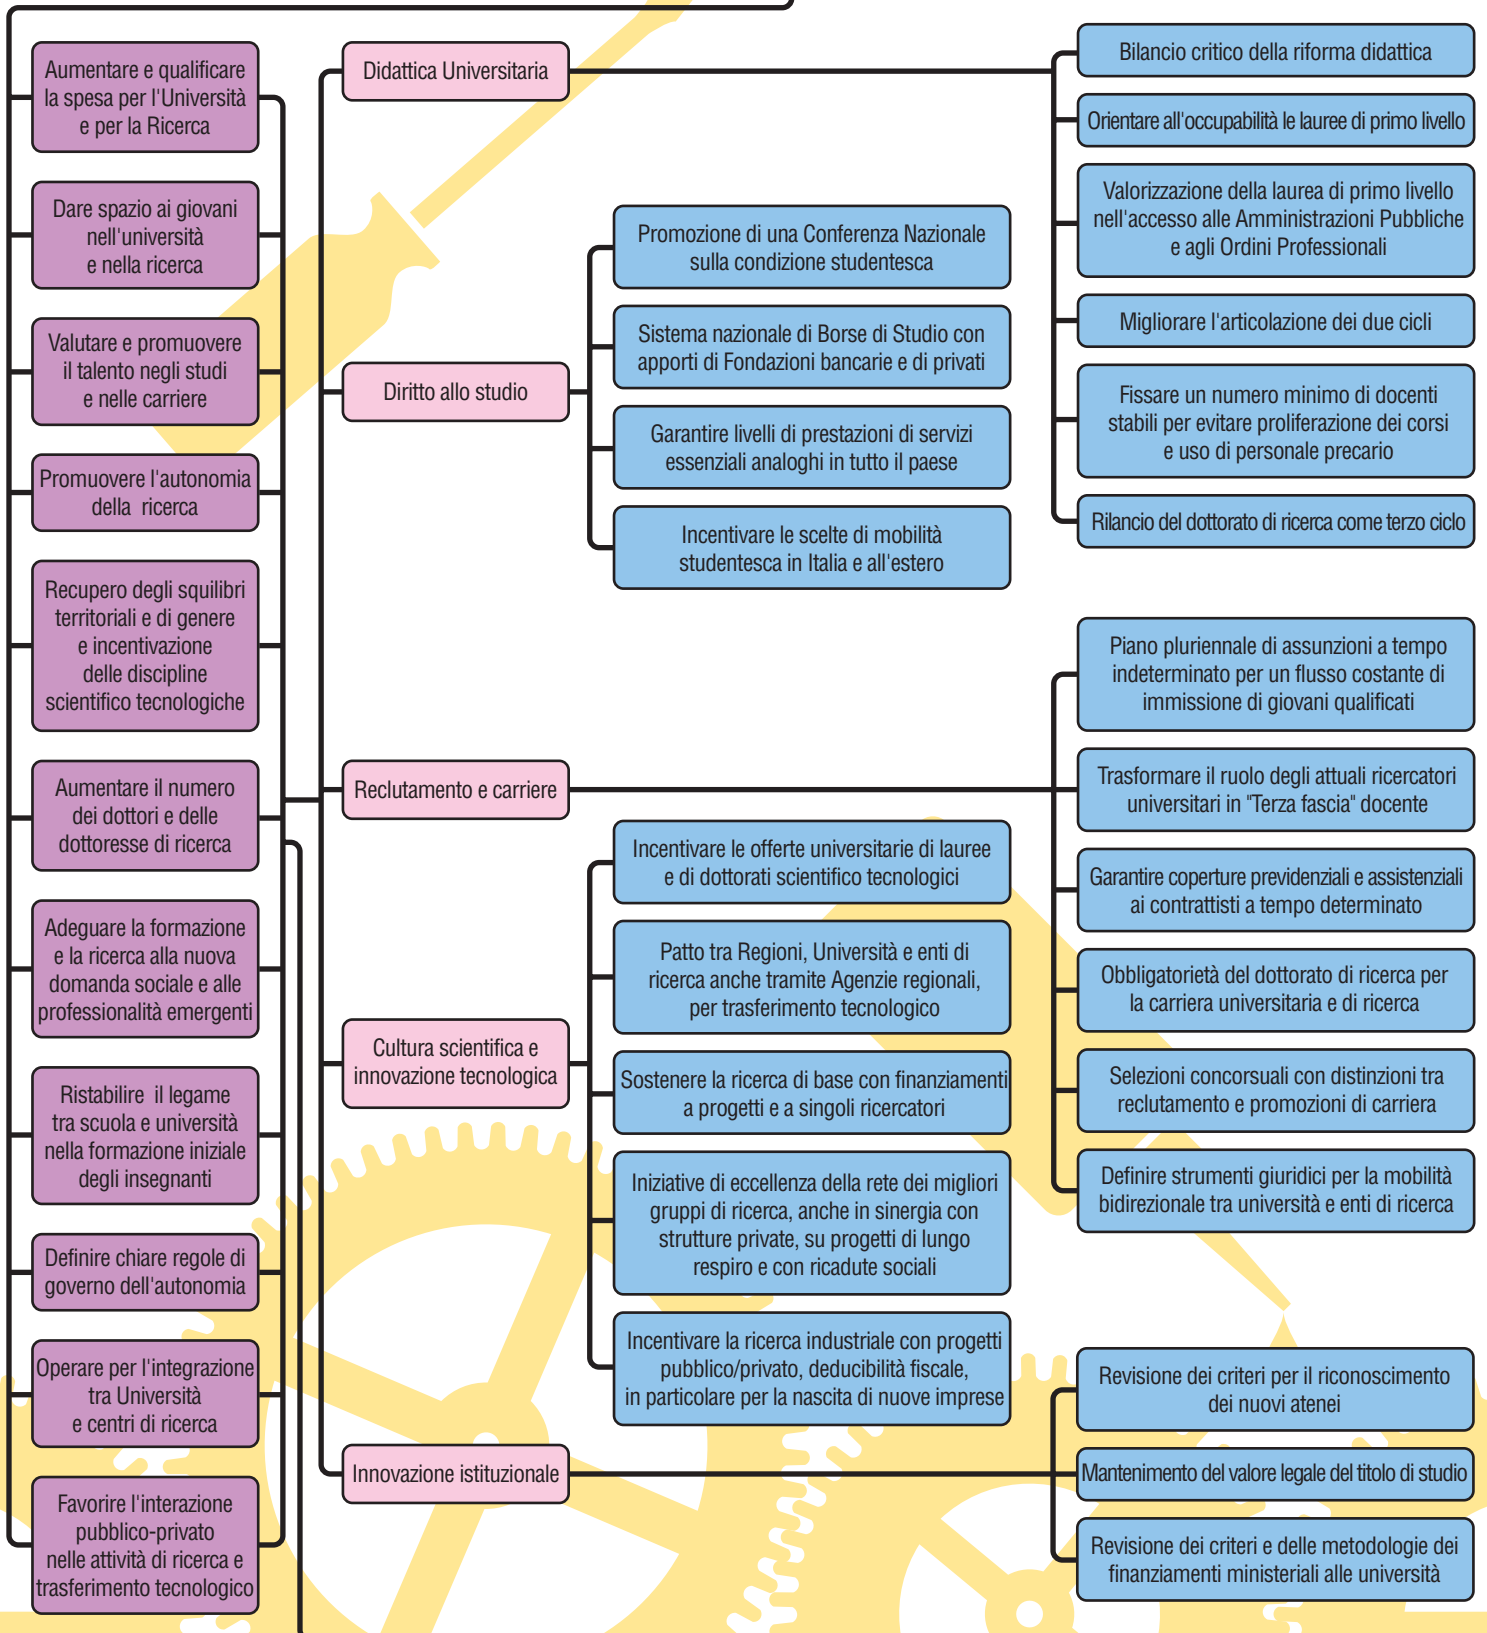 Aumentare e qualificare
la spesa per l'Università
e per la Ricerca
Dare spazio ai giovani
nell'università
e nella ricerca
Valutare e promuovere
il talento negli studi
e nelle carriere
Promuovere l'autonomia
della ricerca
Recupero degli squilibri
territoriali e di genere
e incentivazione
delle discipline
scientifico tecnologiche
Aumentare il numero
dei dottori e delle
dottoresse di ricerca
Adeguare la formazione
e la ricerca alla nuova
domanda sociale e alle
professionalità emergenti
Ristabilire il legame
tra scuola e università
nella formazione iniziale
degli insegnanti
Definire chiare regole di
governo dell'autonomia
Operare per l'integrazione
tra Università
e centri di ricerca
Favorire l'interazione
pubblico-privato
nelle attività di ricerca e
trasferimento tecnologico
Didattica Universitaria
Bilancio critico della riforma didattica
Orientare all'occupabilità le lauree di primo livello
Valorizzazione della laurea di primo livello
nell'accesso alle Amministrazioni Pubbliche
e agli Ordini Professionali
Migliorare l'articolazione dei due cicli
Fissare un numero minimo di docenti
stabili per evitare proliferazione dei corsi
e uso di personale precario
Rilancio del dottorato di ricerca come terzo ciclo
Diritto allo studio
Promozione di una Conferenza Nazionale
sulla condizione studentesca
Sistema nazionale di Borse di Studio con
apporti di Fondazioni bancarie e di privati
Garantire livelli di prestazioni di servizi
essenziali analoghi in tutto il paese
Incentivare le scelte di mobilità
studentesca in Italia e all'estero
Reclutamento e carriere
Piano pluriennale di assunzioni a tempo
indeterminato per un flusso costante di
immissione di giovani qualificati
Trasformare il ruolo degli attuali ricercatori
universitari in "Terza fascia" docente
Garantire coperture previdenziali e assistenziali
ai contrattisti a tempo determinato
Obbligatorietà del dottorato di ricerca per
la carriera universitaria e di ricerca
Selezioni concorsuali con distinzioni tra
reclutamento e promozioni di carriera
Definire strumenti giuridici per la mobilità
bidirezionale tra università e enti di ricerca
Cultura scientifica e
innovazione tecnologica
Incentivare le offerte universitarie di lauree
e di dottorati scientifico tecnologici
Patto tra Regioni, Università e enti di
ricerca anche tramite Agenzie regionali,
per trasferimento tecnologico
Sostenere la ricerca di base con finanziamenti
a progetti e a singoli ricercatori
Iniziative di eccellenza della rete dei migliori
gruppi di ricerca, anche in sinergia con
strutture private, su progetti di lungo
respiro e con ricadute sociali
Incentivare la ricerca industriale con progetti
pubblico/privato, deducibilità fiscale,
in particolare per la nascita di nuove imprese
Innovazione istituzionale
Revisione dei criteri per il riconoscimento
dei nuovi atenei
Mantenimento del valore legale del titolo di studio
Revisione dei criteri e delle metodologie dei
finanziamenti ministeriali alle università